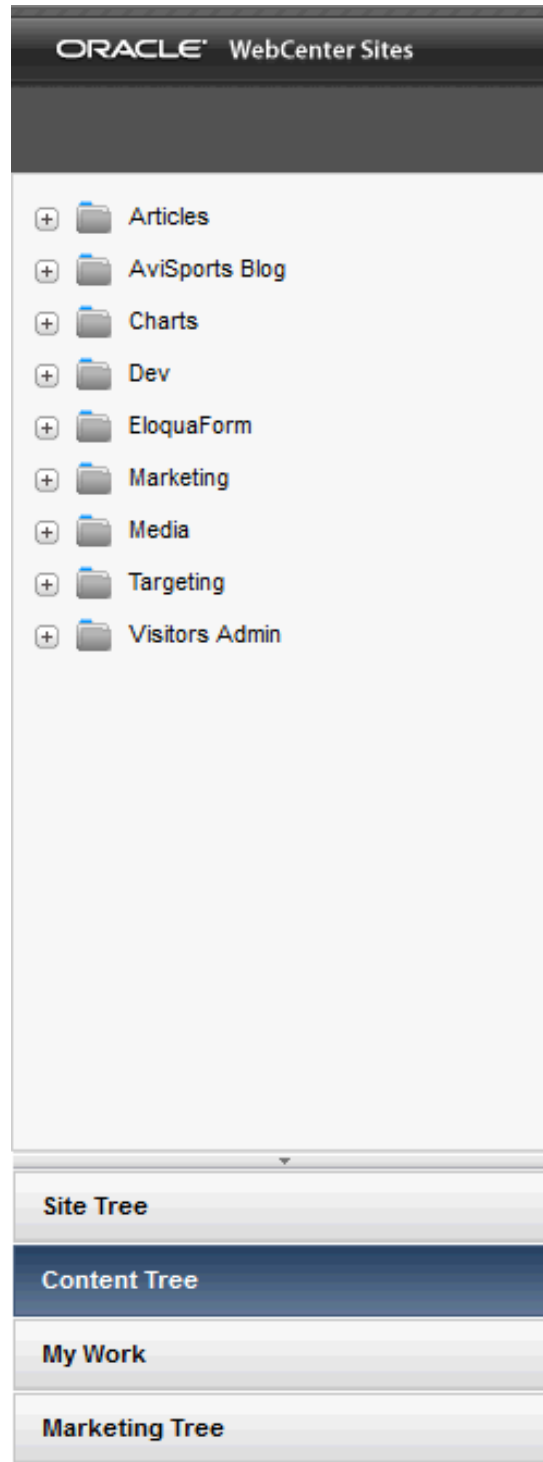 ORACLE® WebCenter Sites
Articles
AviSports Blog
Charts
Dev
EloquaForm
Marketing
Media
Targeting
Visitors Admin
Site Tree
Content Tree
My Work
Marketing Tree